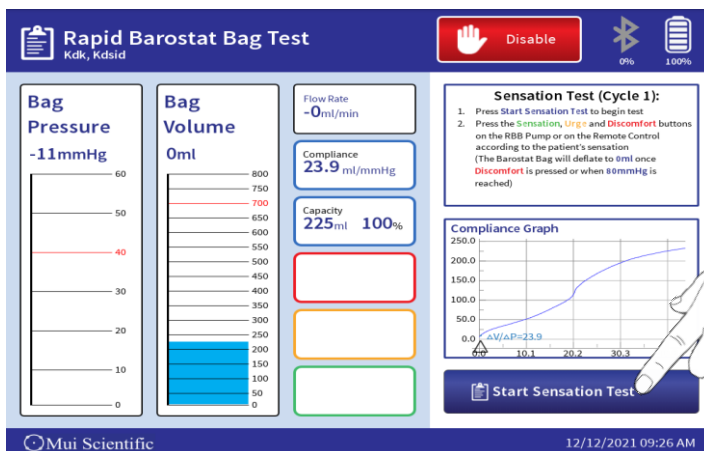 Rapid Barostat Bag Test
Kdk, Kdsid
Disable
0%
100%
Bag
Pressure
-11mmHg
60
50
40
30
20
10
0
Bag
Volume
0ml
800
750
700
650
600
550
500
450
400
350
300
250
200
150
100
50
0
Flow Rate
-0ml/min
Compliance
23.9 ml/mmHg
Capacity
225ml 100%
Sensation Test (Cycle 1):
1. Press Start Sensation Test to begin test
2. Press the Sensation, Urge and Discomfort buttons
on the RBB Pump or on the Remote Control
according to the patient's sensation
(The Barostat Bag will deflate to 0ml once
Discomfort is pressed or when 80mmHg is
reached)
Compliance Graph
250.0
200.0
150.0
100.0
50.0
0.0
△V/△P=23.9
0.0 10.1 20.2 30.3
Start Sensation Test
Mui Scientific
12/12/2021 09:26 AM